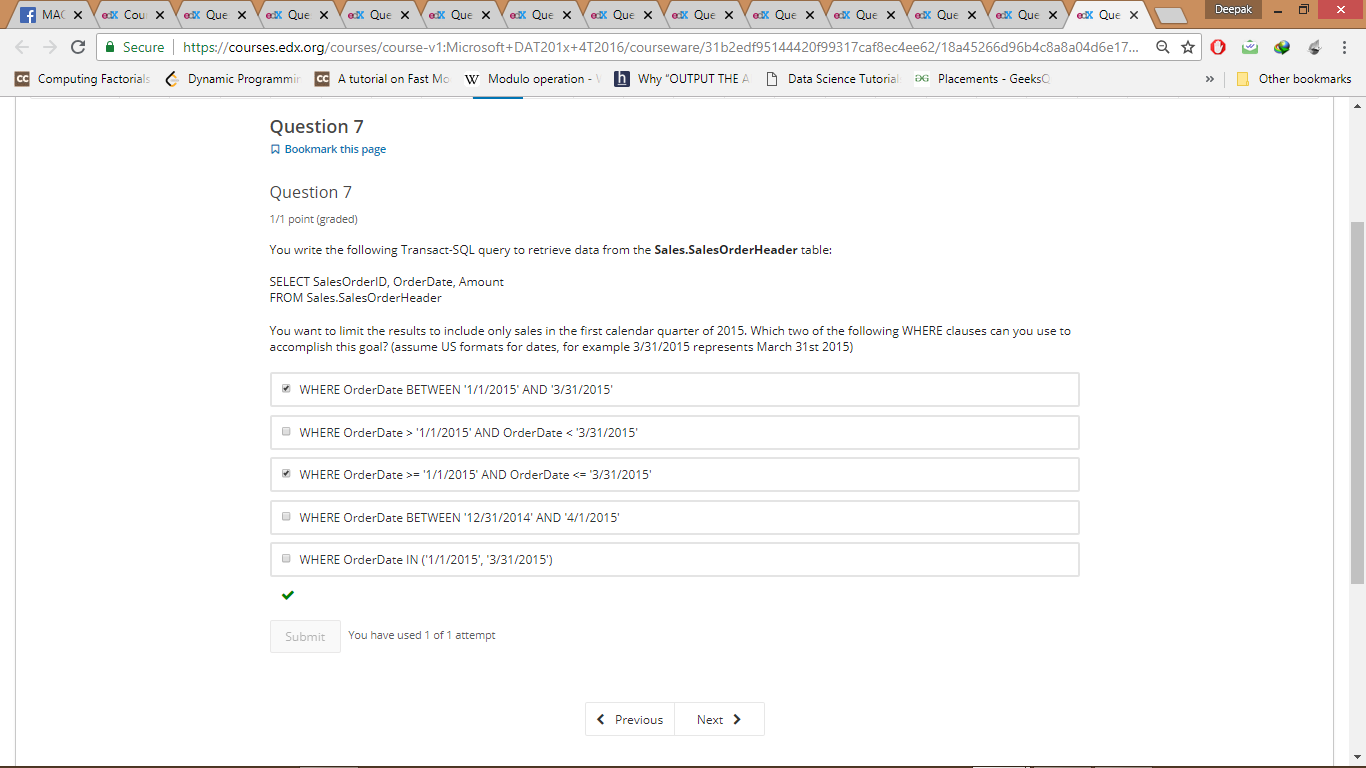 MAC
Cou
Que
Que
Que
Que
Que
Que
Que
Que
Que
Que
Que
Que
Deepak
Secure https://courses.edx.org/courses/course-v1:Microsoft+DAT201x+4T2016/courseware/31b2edf95144420f99317caf8ec4ee62/18a45266d96b4c8a8a04d6e17...
CC Computing Factorials Dynamic Programmin CC A tutorial on Fast Mo W Modulo operation - h Why "OUTPUT THE A Data Science Tutorial Placements - GeeksG » Other bookmarks
Question 7
Bookmark this page
Question 7
1/1 point (graded)
You write the following Transact-SQL query to retrieve data from the Sales.SalesOrderHeader table:
SELECT SalesOrderID, OrderDate, Amount
FROM Sales.SalesOrderHeader
You want to limit the results to include only sales in the first calendar quarter of 2015. Which two of the following WHERE clauses can you use to
accomplish this goal? (assume US formats for dates, for example 3/31/2015 represents March 31st 2015)
WHERE OrderDate BETWEEN '1/1/2015' AND '3/31/2015'
WHERE OrderDate > '1/1/2015' AND OrderDate < '3/31/2015'
WHERE OrderDate >= '1/1/2015' AND OrderDate <= '3/31/2015'
WHERE OrderDate BETWEEN '12/31/2014' AND '4/1/2015'
WHERE OrderDate IN ('1/1/2015', '3/31/2015')
Submit You have used 1 of 1 attempt
Previous Next